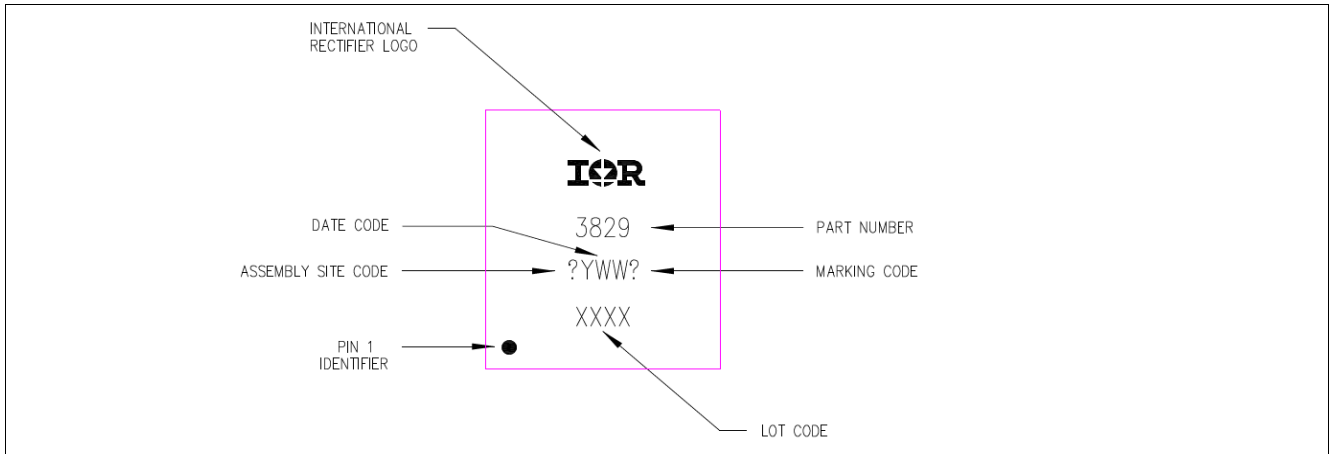 INTERNATIONAL
RECTIFIER LOGO
IOR
DATE CODE
3829
PART NUMBER
ASSEMBLY SITE CODE
?YWW?
MARKING CODE
XXXX
PIN 1
IDENTIFIER
LOT CODE